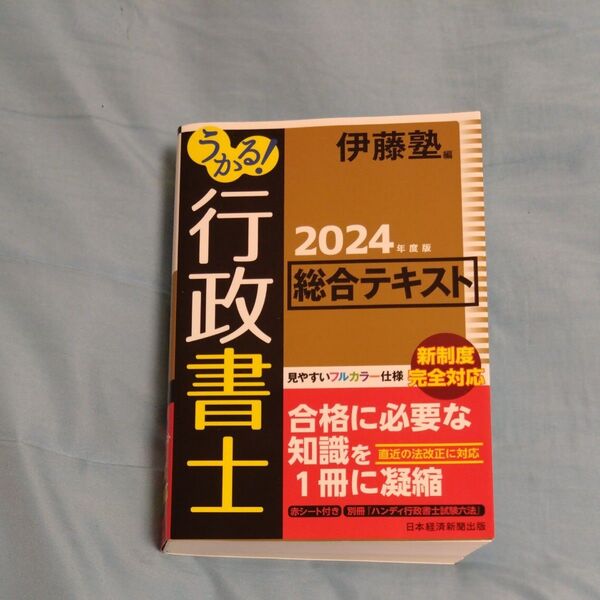 うかる!
行政書士
伊藤塾 編
2024年度版
総合テキスト
見やすいフルカラー仕様
新制度
完全対応
合格に必要な
知識を
直近の法改正に対応
1冊に凝縮
赤シート付き 別冊「ハンディ行政書士試験六法」
日本経済新聞出版